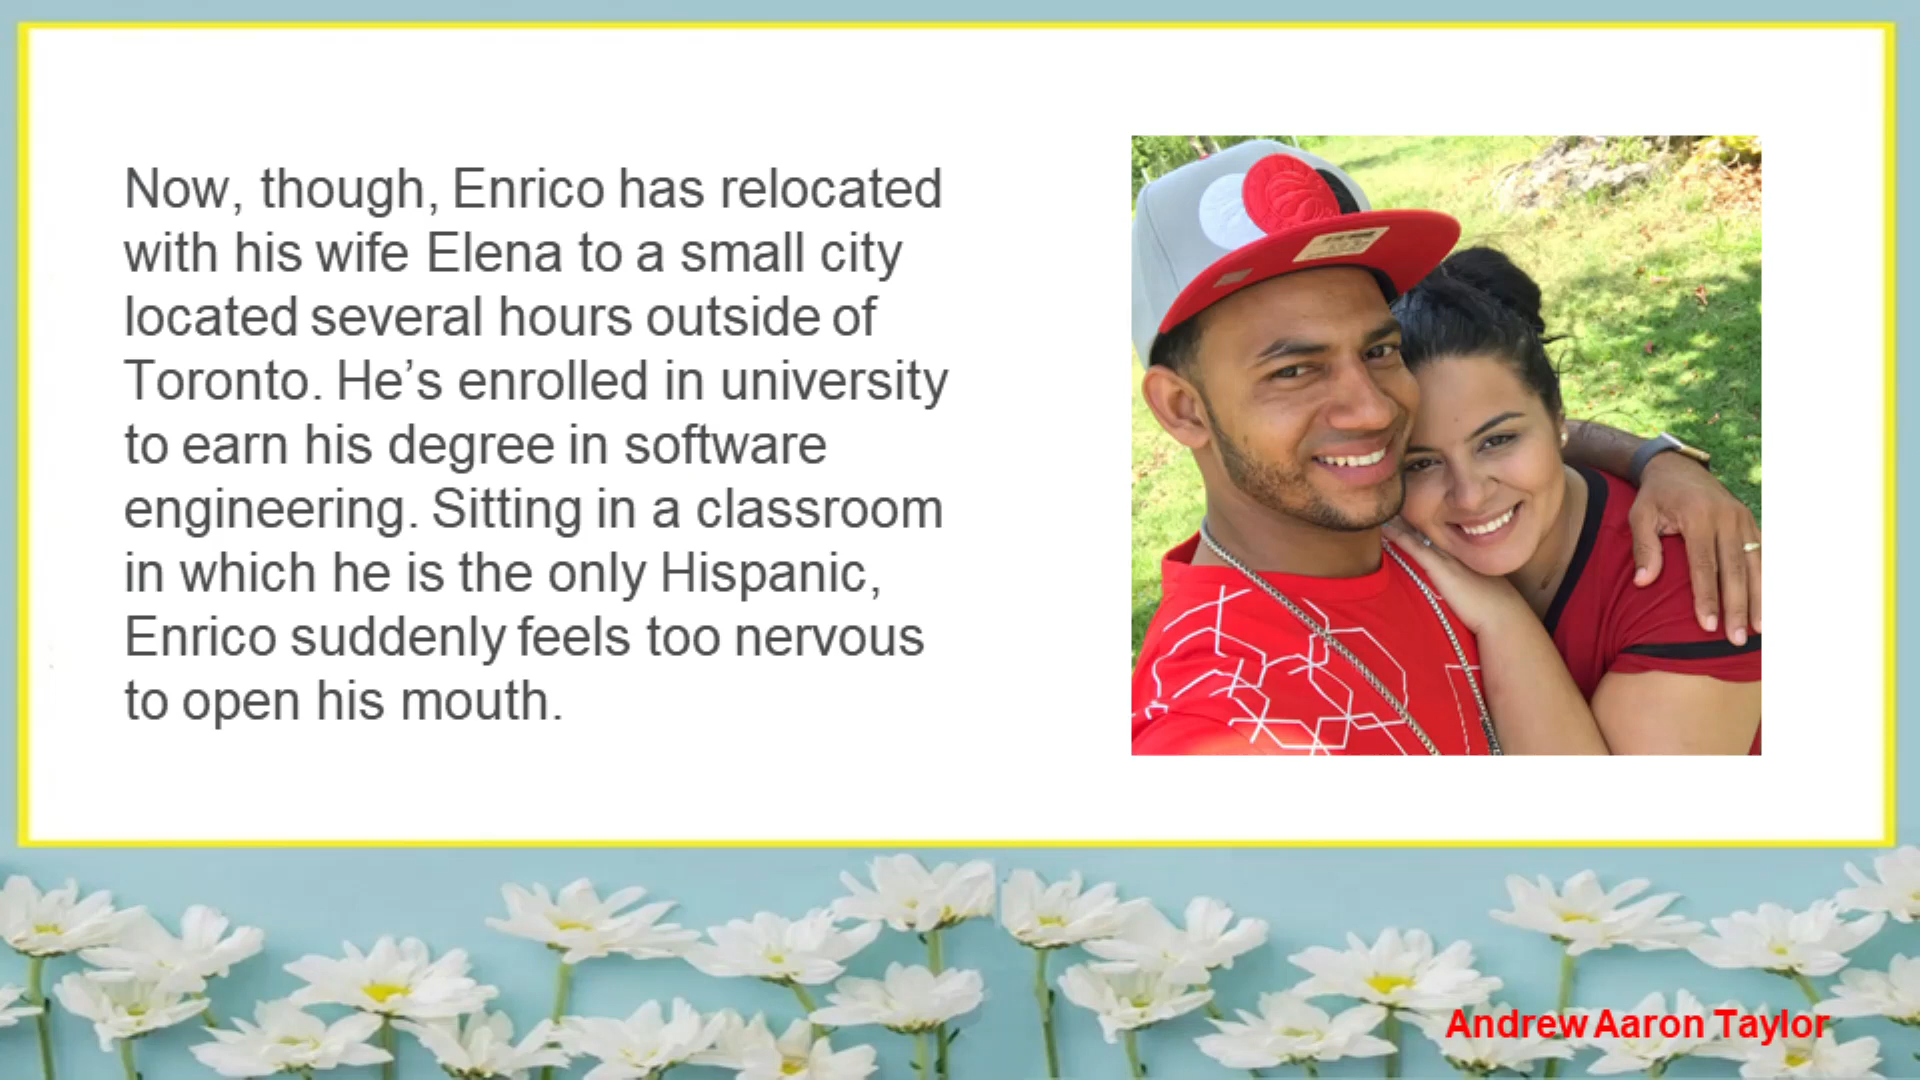 Now, though, Enrico has relocated
with his wife Elena to a small city
located several hours outside of
Toronto. He’s enrolled in university
to earn his degree in software
engineering. Sitting in a classroom
in which he is the only Hispanic,
Enrico suddenly feels too nervous
to open his mouth.
Andrew Aaron Taylor